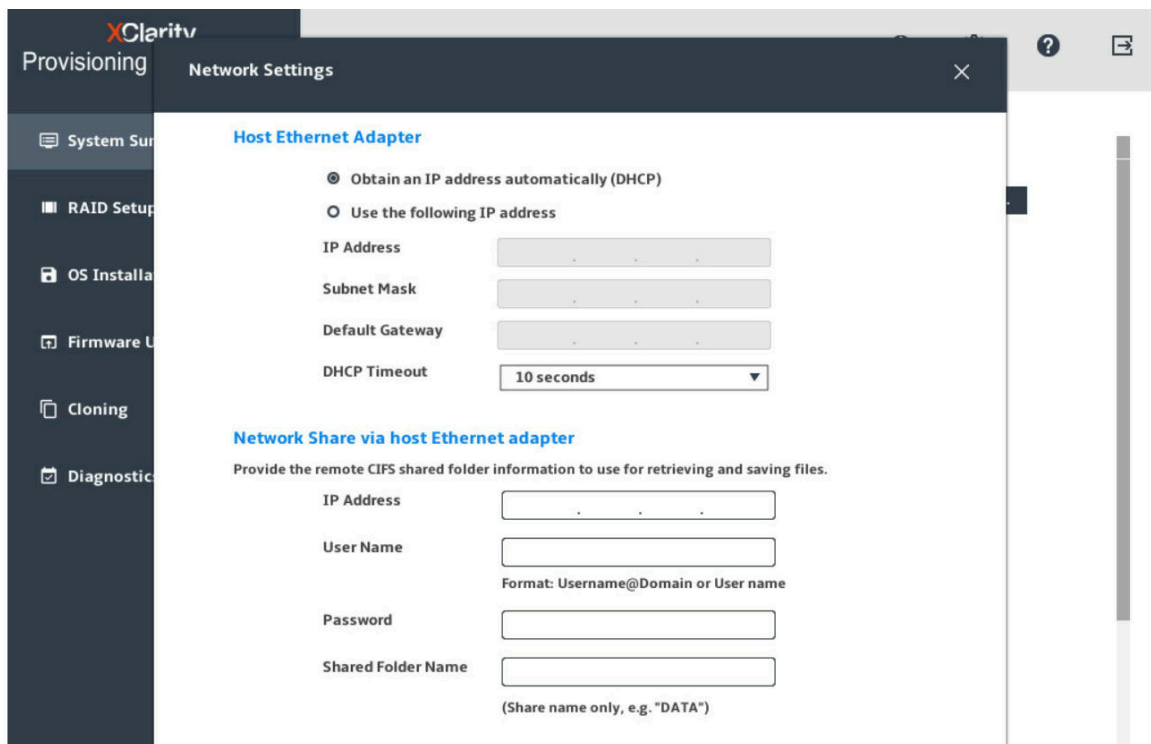 XClarity
Provisioning
Network Settings
System Sur
RAID Setup
OS Installa
Firmware U
Cloning
Diagnostic
Host Ethernet Adapter
Obtain an IP address automatically (DHCP)
Use the following IP address
IP Address
Subnet Mask
Default Gateway
DHCP Timeout
10 seconds
Network Share via host Ethernet adapter
Provide the remote CIFS shared folder information to use for retrieving and saving files.
IP Address
User Name
Format: Username@Domain or User name
Password
Shared Folder Name
(Share name only, e.g. "DATA")